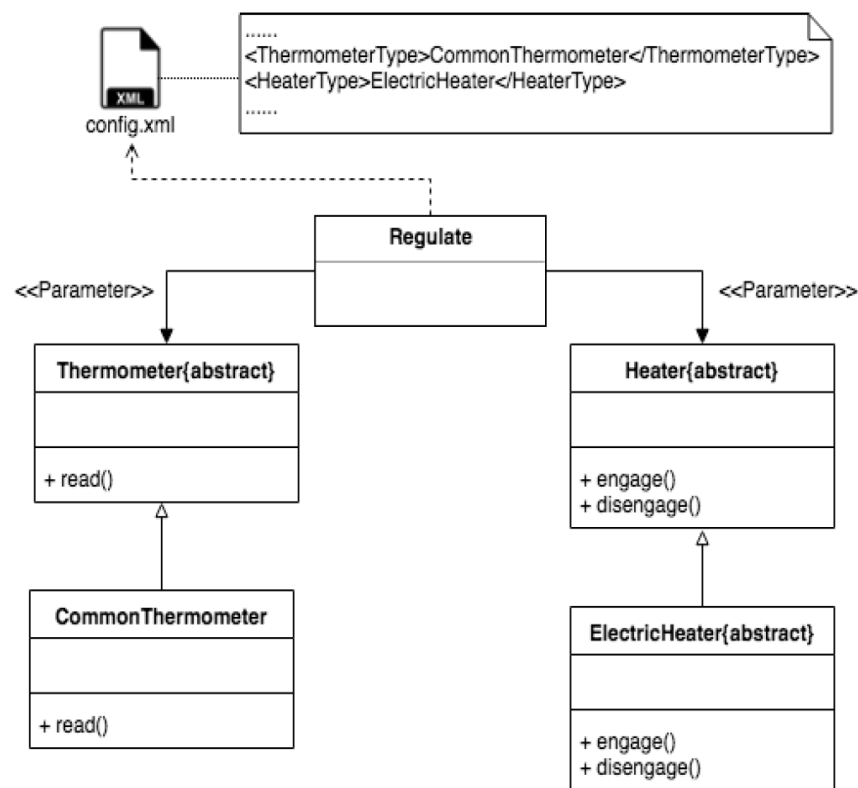 ......
<ThermometerType>CommonThermometer</ThermometerType>
<HeaterType>ElectricHeater</HeaterType>
......
XML
config.xml
Regulate
<<Parameter>>
<<Parameter>>
Thermometer{abstract}
+ read()
Heater{abstract}
+ engage()
+ disengage()
CommonThermometer
+ read()
ElectricHeater{abstract}
+ engage()
+ disengage()